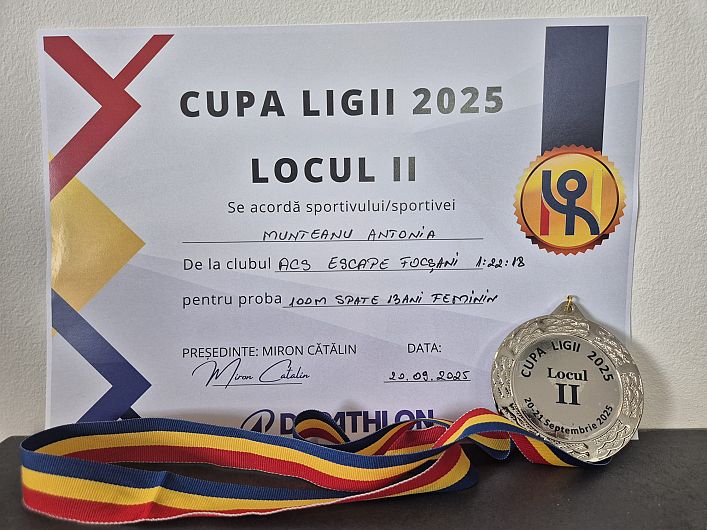 CUPA LIGII 2025
LOCUL II
Se acordă sportivului/sportivei
MUNTEANU ANTONIA
De la clubul ACS ESCAPE FOCȘANI 1:22:18
pentru proba 100M SPATE 13ANI FEMININ
PREȘEDINTE: MIRON CĂTĂLIN
DATA:
Miron Cătălin
20.09.2025
DECATHLON
CUPA LIGII 2025
Locul
II
20-21 Septembrie 2025